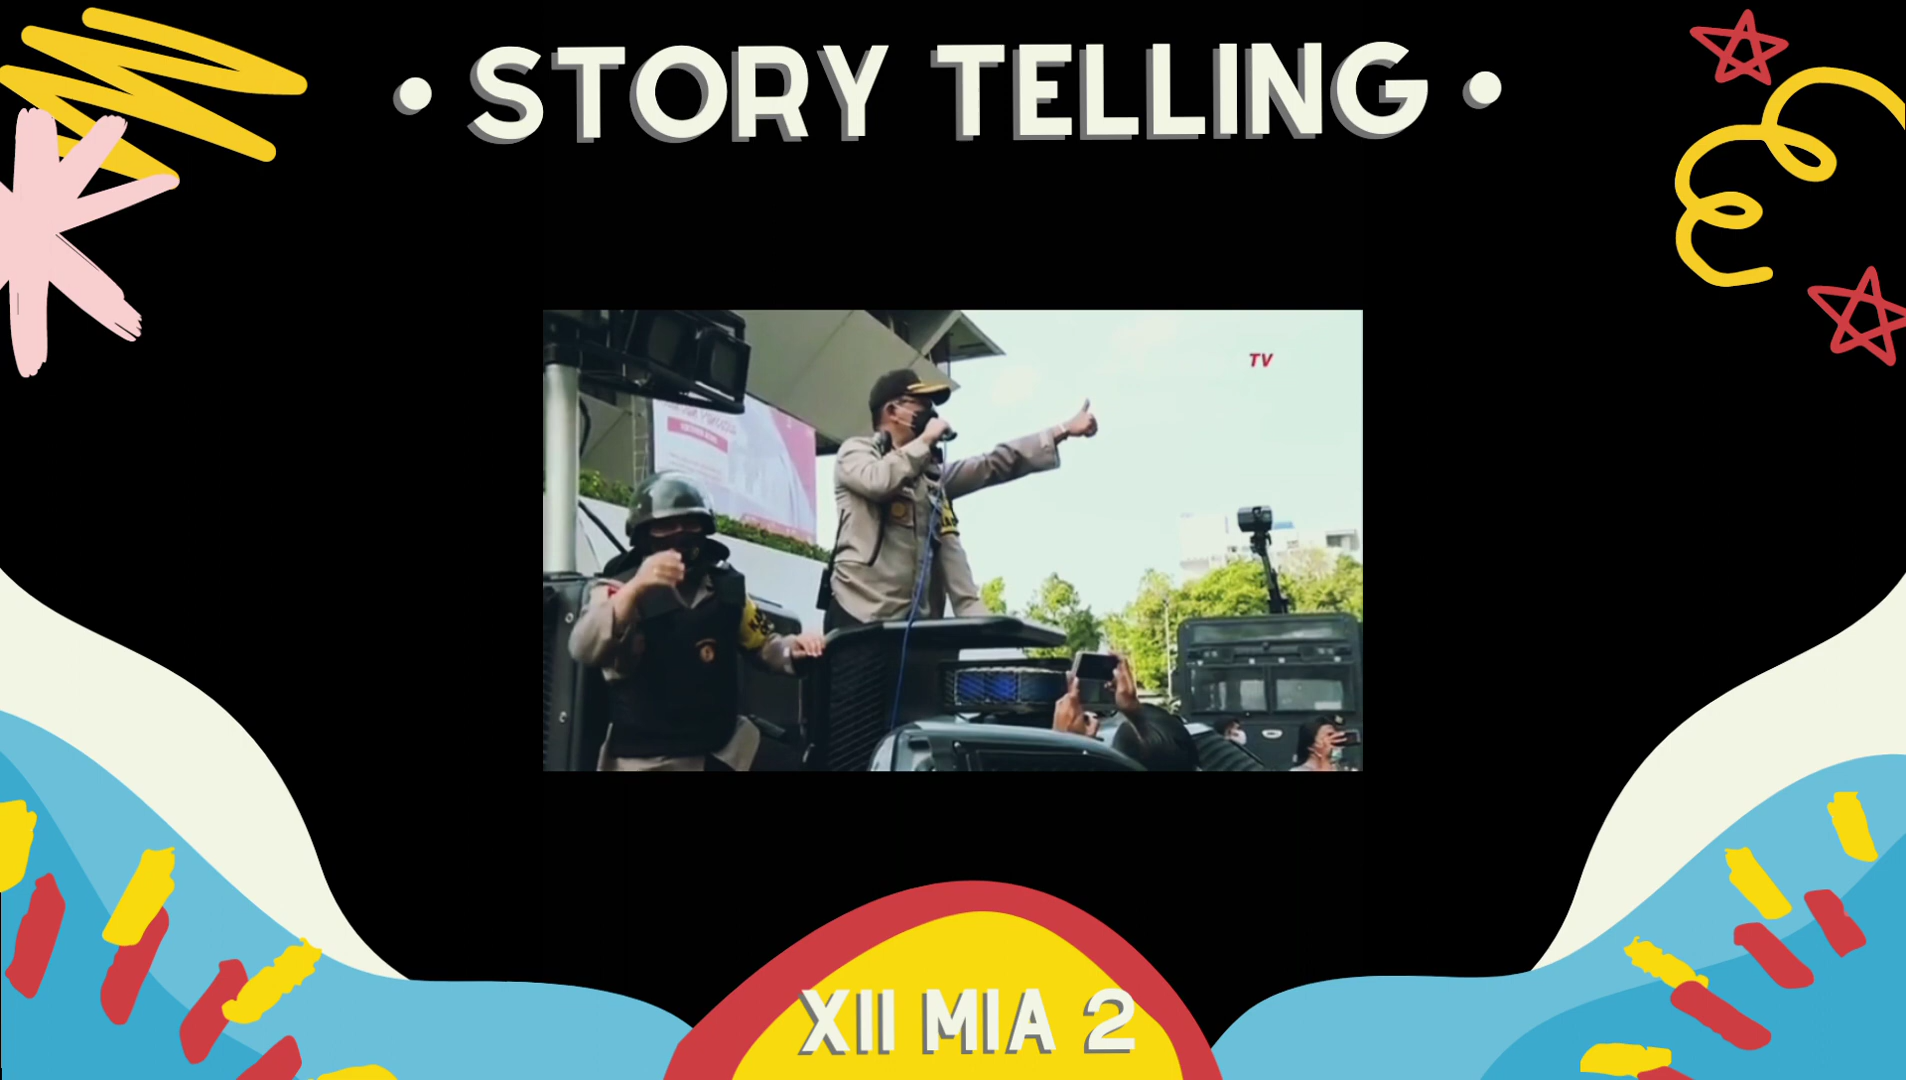 • STORY TELLING •
TV
XII MIA 2